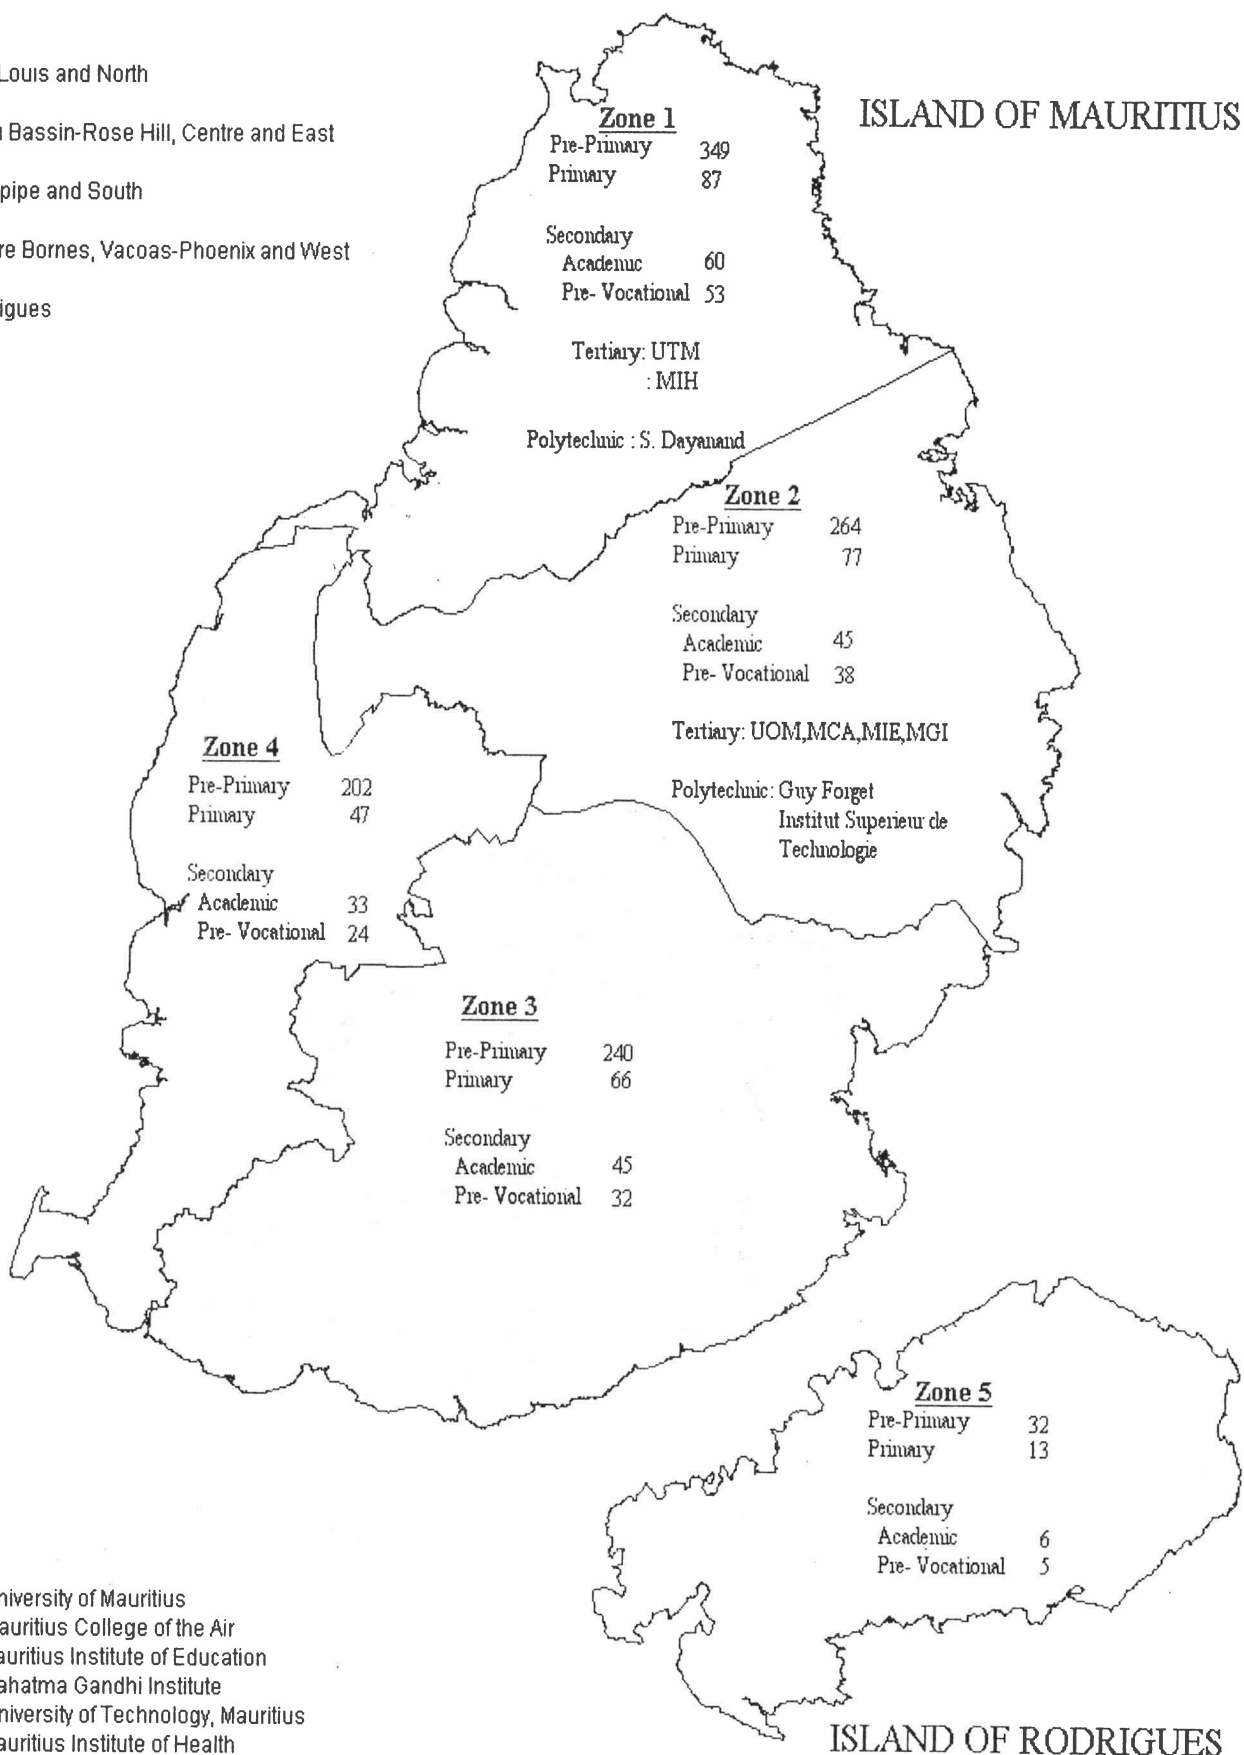 Louis and North
Bassin-Rose Hill, Centre and East
pipe and South
re Bornes, Vacoas-Phoenix and West
igues
ISLAND OF MAURITIUS
Zone 1
Pre-Primary 349
Primary 87
Secondary
Academic 60
Pre- Vocational 53
Tertiary: UTM
: MIH
Polytechnic : S. Dayanand
Zone 2
Pre-Primary 264
Primary 77
Secondary
Academic 45
Pre- Vocational 38
Tertiary: UOM,MCA,MIE,MGI
Polytechnic: Guy Forget
Institut Superieur de
Technologie
Zone 4
Pre-Primary 202
Primary 47
Secondary
Academic 33
Pre- Vocational 24
Zone 3
Pre-Primary 240
Primary 66
Secondary
Academic 45
Pre- Vocational 32
Zone 5
Pre-Primary 32
Primary 13
Secondary
Academic 6
Pre- Vocational 5
niversity of Mauritius
auritius College of the Air
auritius Institute of Education
ahatma Gandhi Institute
niversity of Technology, Mauritius
auritius Institute of Health
ISLAND OF RODRIGUES